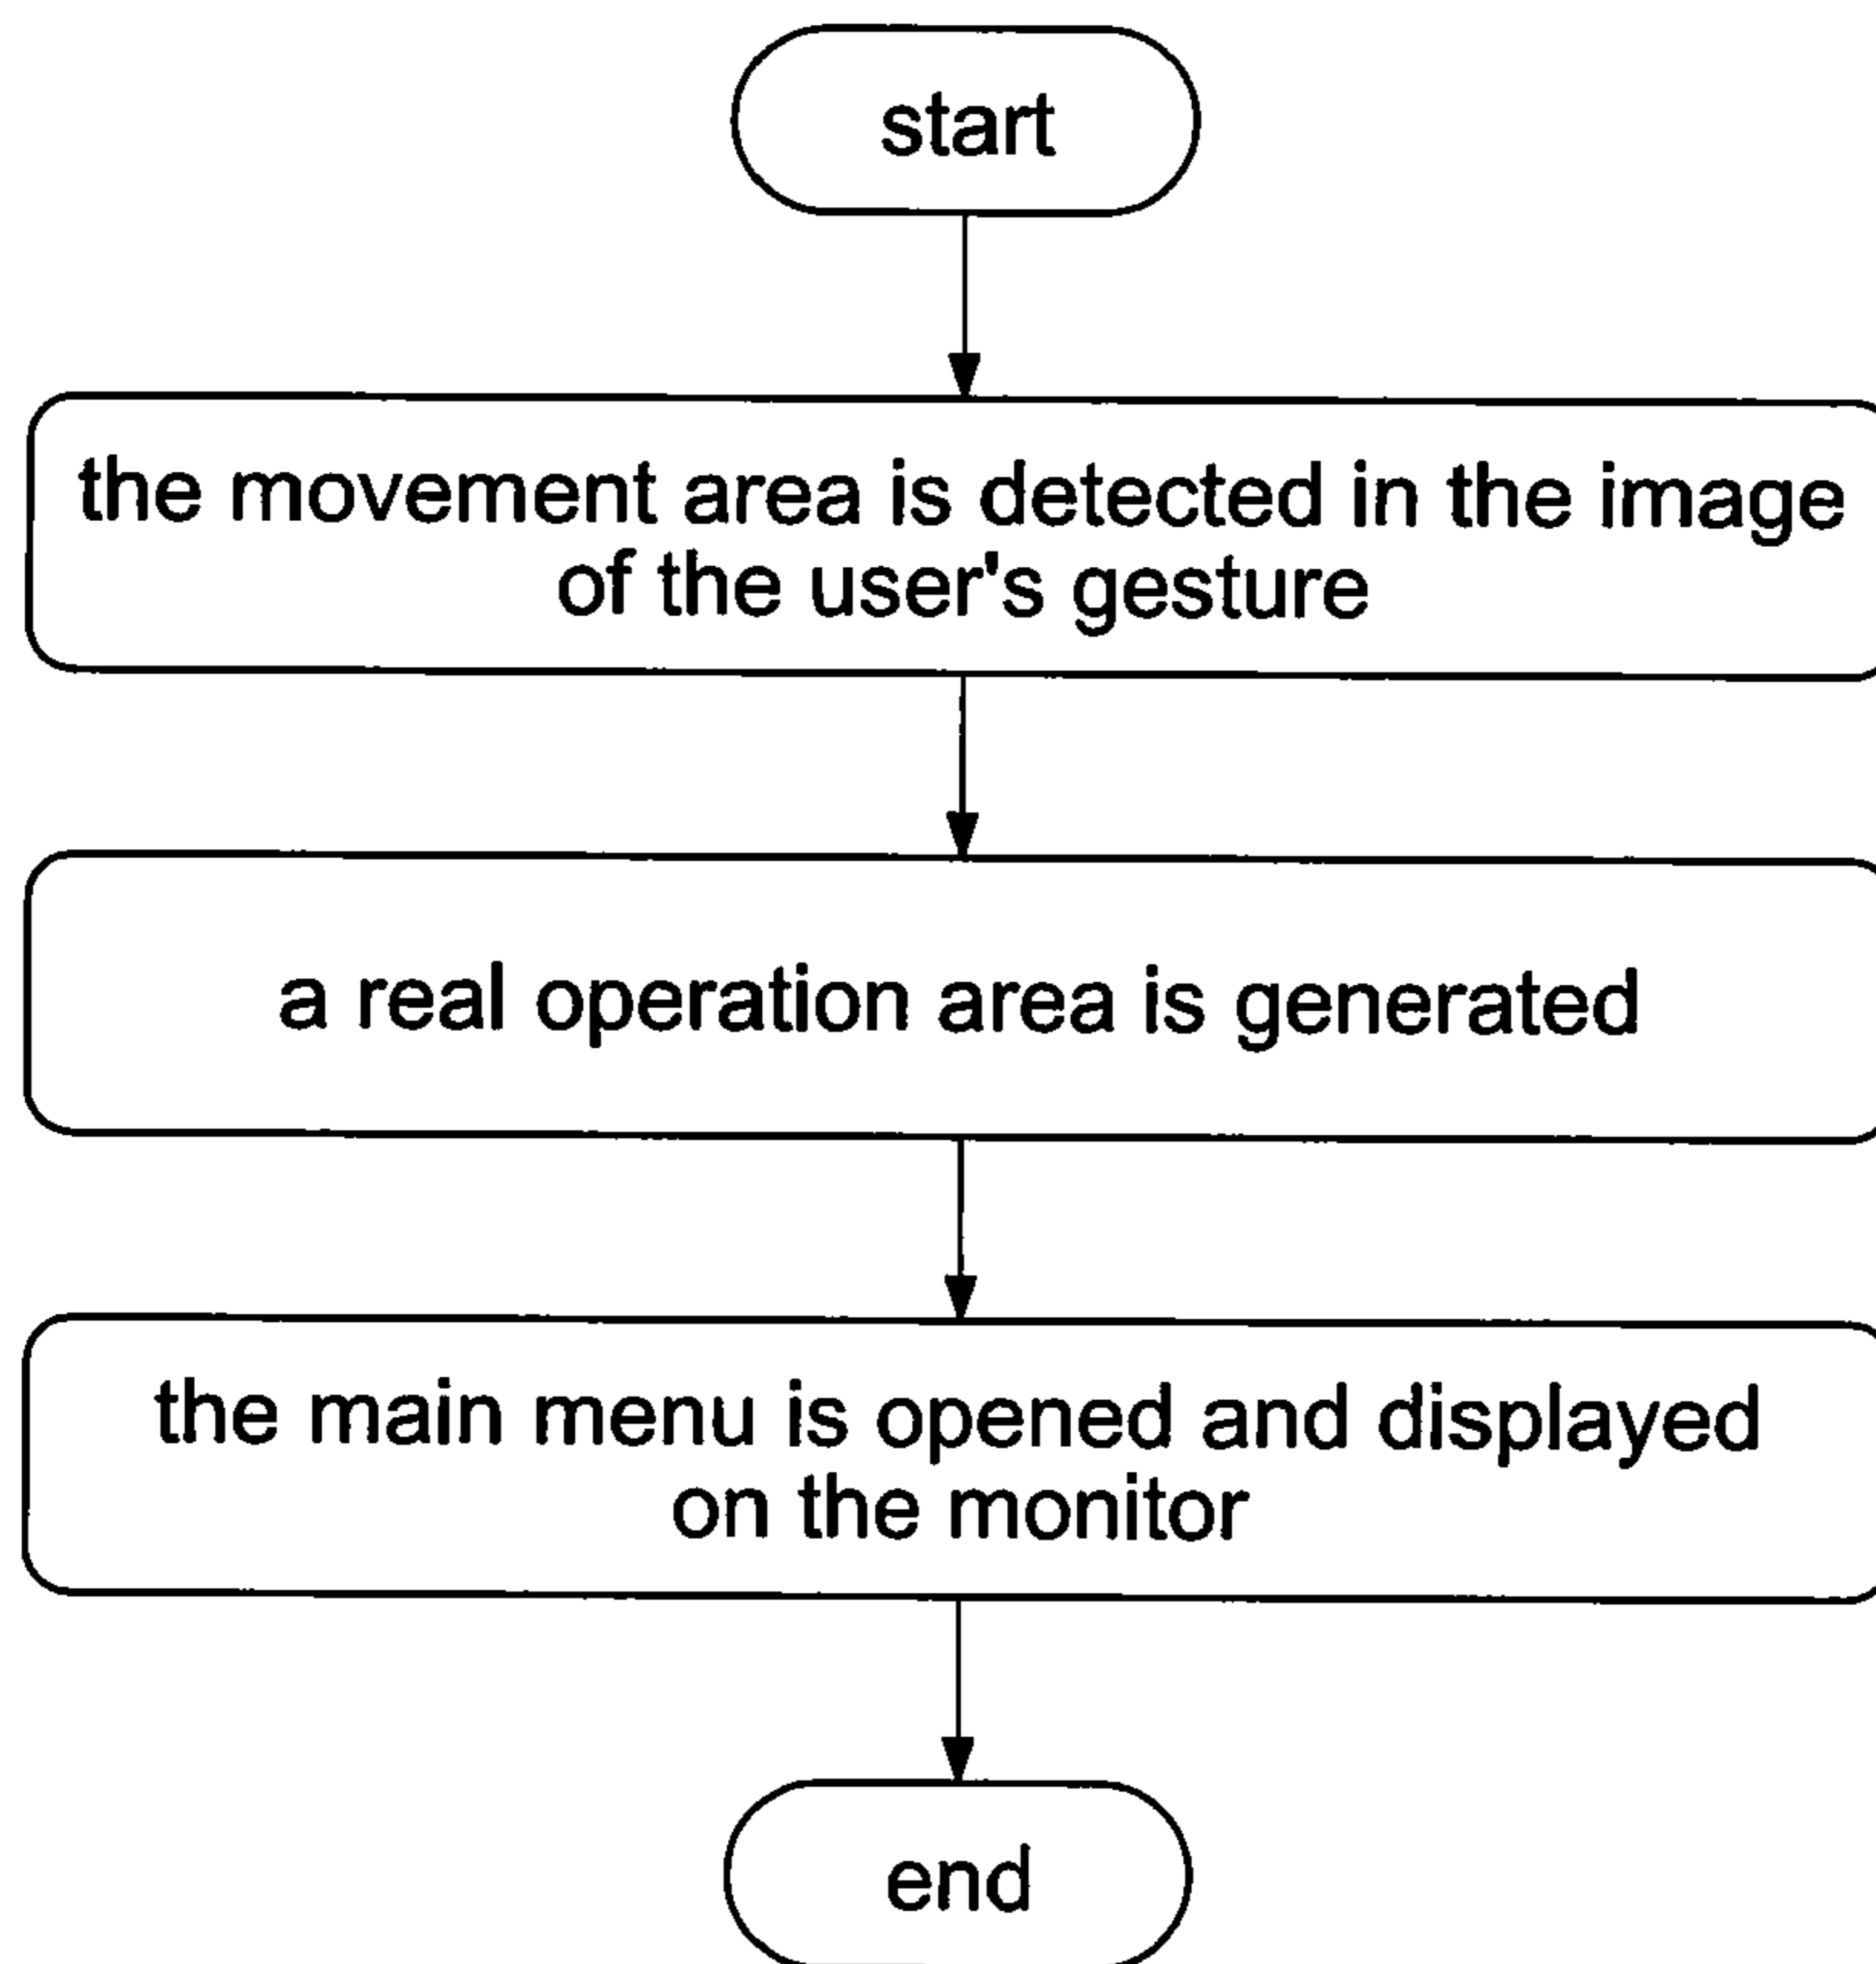 start
the movement area is detected in the image
of the user's gesture
a real operation area is generated
the main menu is opened and displayed
on the monitor
end